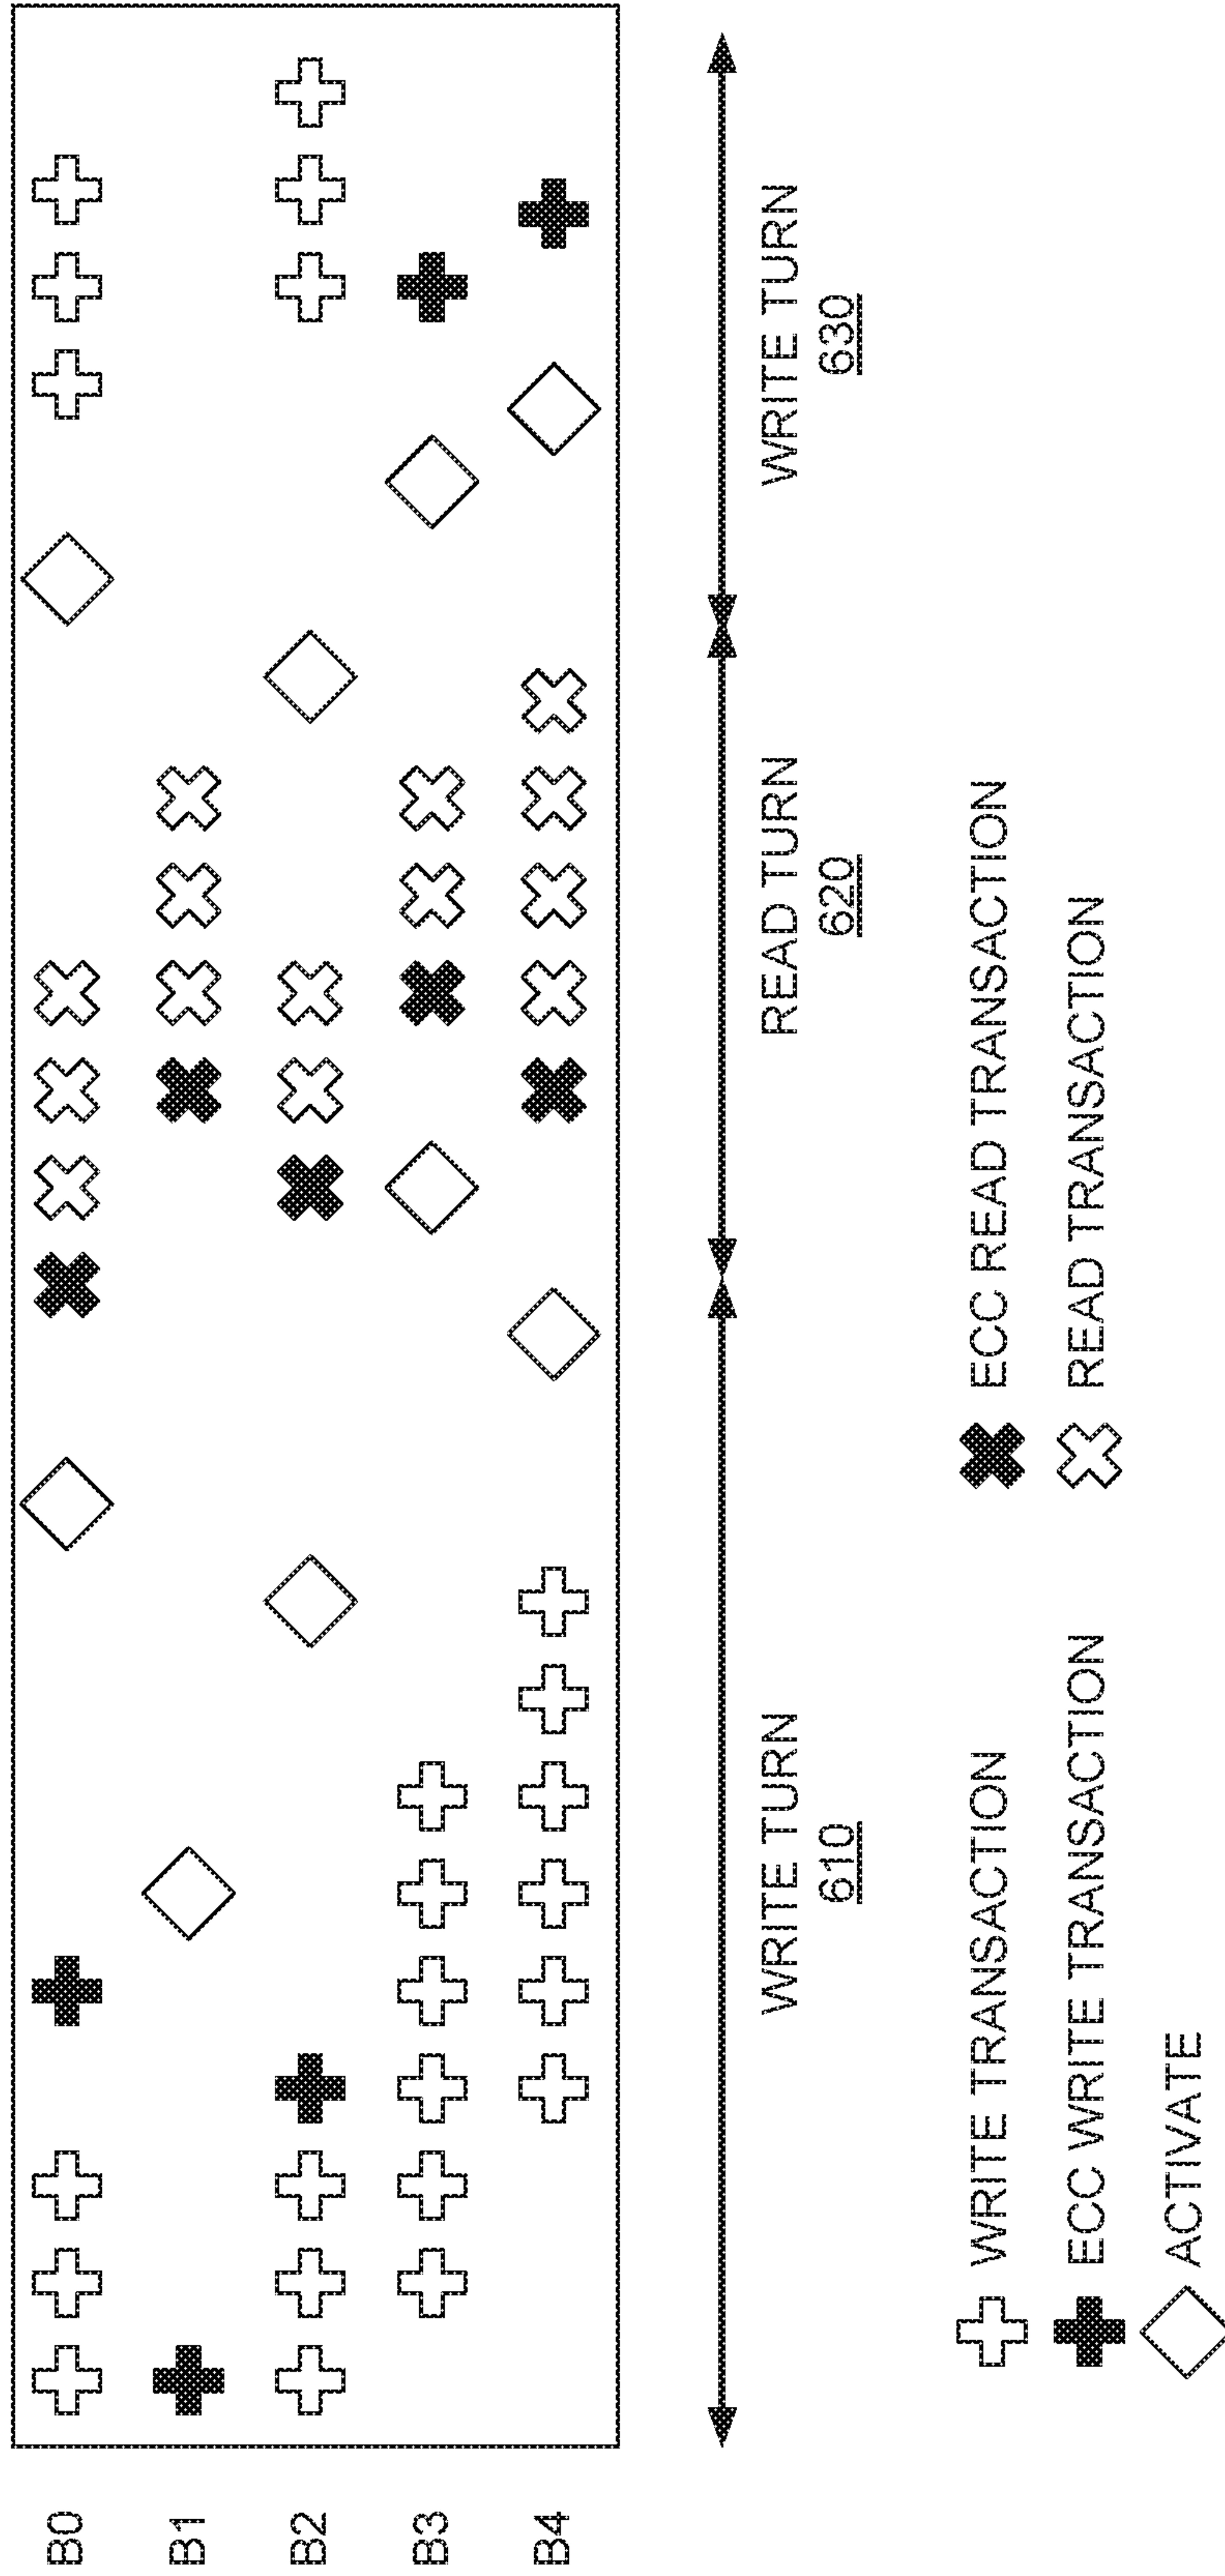 B0
B1
B2
B3
B4
WRITE TURN
610
READ TURN
620
WRITE TURN
630
WRITE TRANSACTION
ECC WRITE TRANSACTION
ACTIVATE
ECC READ TRANSACTION
READ TRANSACTION